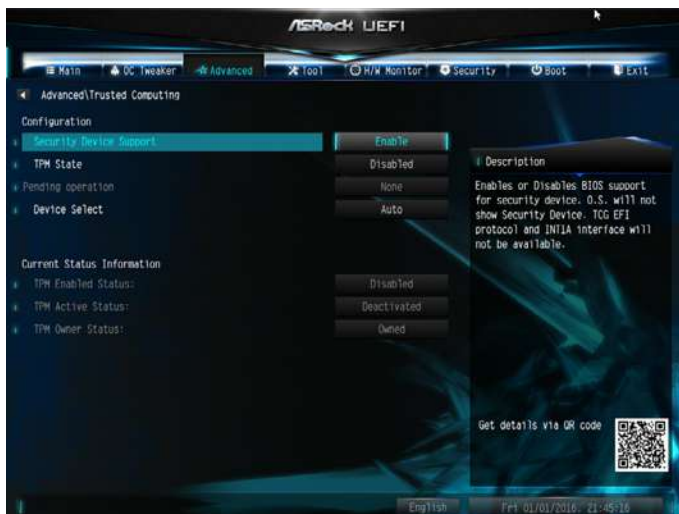 ASRock UEFI
Main OC Tweaker Advanced Tool H/W Monitor Security Boot Exit
Advanced\Trusted Computing
Configuration
Security Device Support Enable
TPM State Disabled
Pending operation None
Device Select Auto
Current Status Information
TPM Enabled Status: Disabled
TPM Active Status: Deactivated
TPM Owner Status: Owned
Description
Enables or Disables BIOS support
for security device. O.S. will not
show Security Device. TCG EFI
protocol and INT1A interface will
not be available.
Get details via QR code
English Fri 01/01/2016, 21:45:16